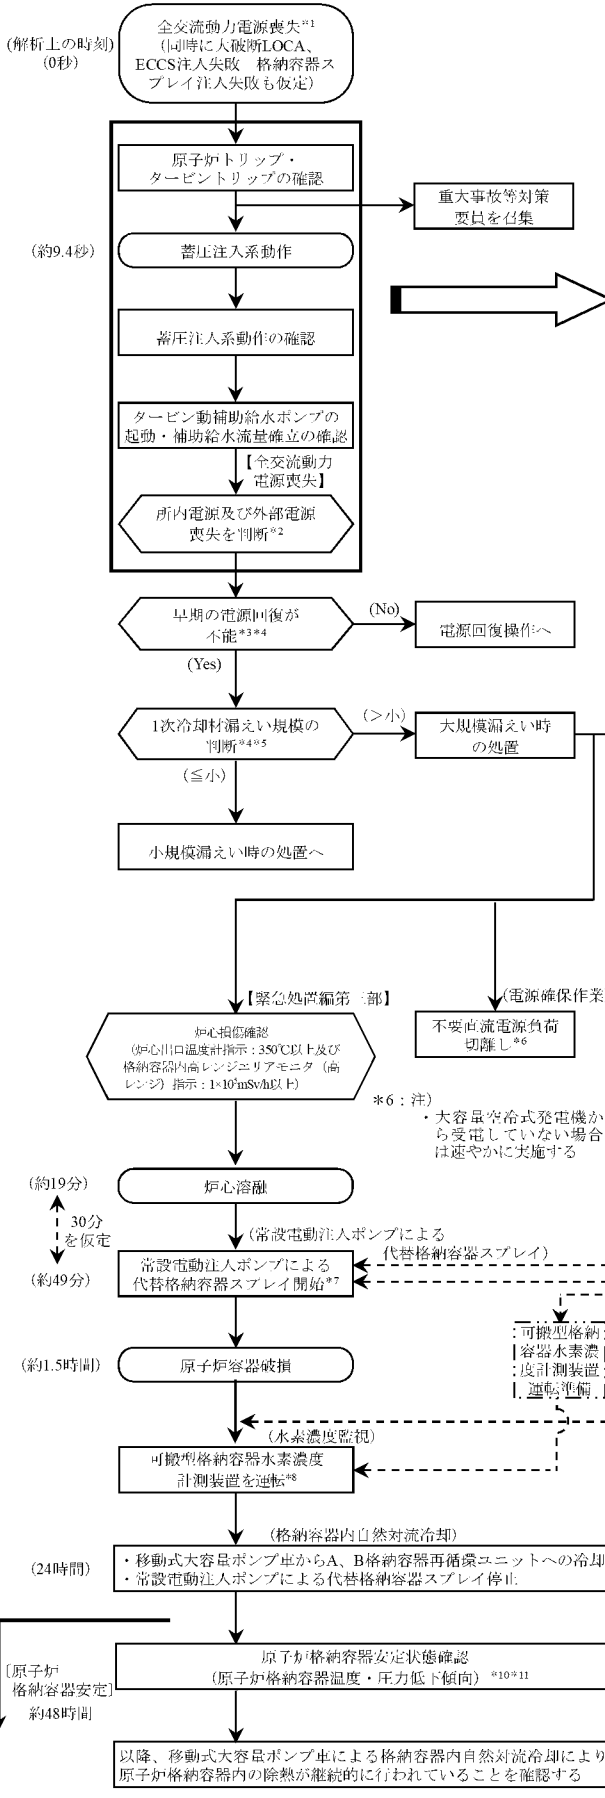 全交流動力電源喪失*1
(解析上の時刻)
(同時に大破断LOCA、
(0秒)
ECCS注入失敗 格納容器ス
プレイ注入失敗も仮定)
原子炉トリップ・
タービントリップの確認
重大事故等対策
要員を召集
(約9.4秒)
蓄圧注入系動作
蓄圧注入系動作の確認
タービン動補助給水ポンプの
起動・補助給水流量確立の確認
【全交流動力
電源喪失】
所内電源及び外部電源
喪失を判断*2
早期の電源回復が
不能*3*4
(No)
電源回復操作へ
(Yes)
1次冷却材漏えい規模の
判断*4*5
(>小)
大規模漏えい時
の処置
(≦小)
小規模漏えい時の処置へ
【緊急処置編第 部】
(電源確保作業
炉心損傷確認
(炉心出口温度計指示:350℃以上及び
格納容器内高レンジエリアモニタ(高
レンジ)指示:1×10⁵mSv/h以上)
不要直流電源負荷
切離し*6
*6:注)
・大容量空冷式発電機か
ら受電していない場合
は速やかに実施する
(約19分)
炉心溶融
30分
を仮定
(常設電動注入ポンプによる
代替格納容器スプレイ)
(約49分)
常設電動注入ポンプによる
代替格納容器スプレイ開始*7
可搬型格納
容器水素濃
度計測装置
運転準備
(約1.5時間)
原子炉容器破損
(水素濃度監視)
可搬型格納容器水素濃度
計測装置を運転*8
(格納容器内自然対流冷却)
(24時間)
・移動式大容量ポンプ車からA、B格納容器再循環ユニットへの冷却
・常設電動注入ポンプによる代替格納容器スプレイ停止
[原子炉
格納容器安定]
約48時間
原子炉格納容器安定状態確認
(原子炉格納容器温度・圧力低下傾向) *10*11
以降、移動式大容量ポンプ車による格納容器内自然対流冷却により
原子炉格納容器内の除熱が継続的に行われていることを確認する